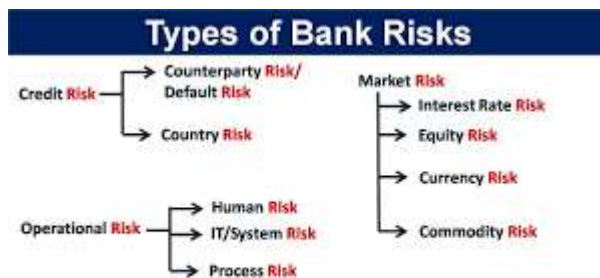 Types of Bank Risks
Credit Risk
Counterparty Risk/
Default Risk
Country Risk
Market Risk
Interest Rate Risk
Equity Risk
Currency Risk
Commodity Risk
Operational Risk
Human Risk
IT/System Risk
Process Risk